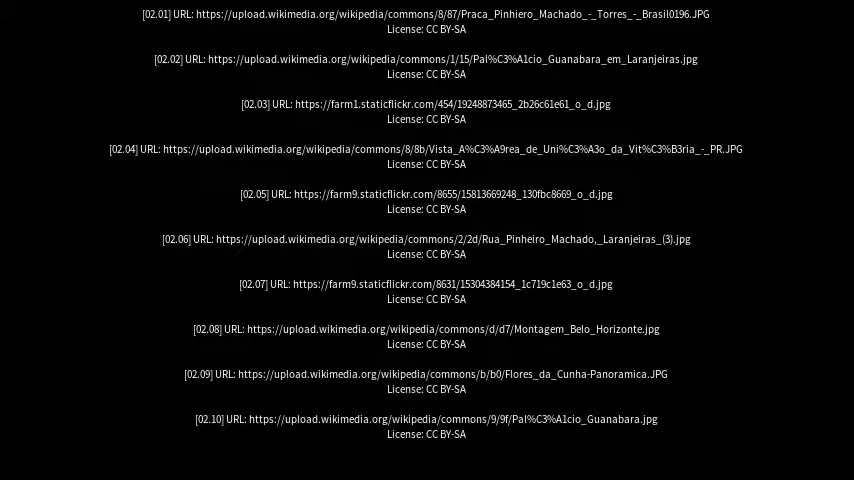 [02.01] URL: https://upload.wikimedia.org/wikipedia/commons/8/87/Praca_Pinhiero_Machado_-_Torres_-_Brasil0196.JPG
License: CC BY-SA
[02.02] URL: https://upload.wikimedia.org/wikipedia/commons/1/15/Pal%C3%A1cio_Guanabara_em_Laranjeiras.jpg
License: CC BY-SA
[02.03] URL: https://farm1.staticflickr.com/454/19248873465_2b26c61e61_o_d.jpg
License: CC BY-SA
[02.04] URL: https://upload.wikimedia.org/wikipedia/commons/8/8b/Vista_A%C3%A9rea_de_Uni%C3%A3o_da_Vit%C3%B3ria_-_PR.JPG
License: CC BY-SA
[02.05] URL: https://farm9.staticflickr.com/8655/15813669248_130fbc8669_o_d.jpg
License: CC BY-SA
[02.06] URL: https://upload.wikimedia.org/wikipedia/commons/2/2d/Rua_Pinheiro_Machado,_Laranjeiras_(3).jpg
License: CC BY-SA
[02.07] URL: https://farm9.staticflickr.com/8631/15304384154_1c719c1e63_o_d.jpg
License: CC BY-SA
[02.08] URL: https://upload.wikimedia.org/wikipedia/commons/d/d7/Montagem_Belo_Horizonte.jpg
License: CC BY-SA
[02.09] URL: https://upload.wikimedia.org/wikipedia/commons/b/b0/Flores_da_Cunha-Panoramica.JPG
License: CC BY-SA
[02.10] URL: https://upload.wikimedia.org/wikipedia/commons/9/9f/Pal%C3%A1cio_Guanabara.jpg
License: CC BY-SA